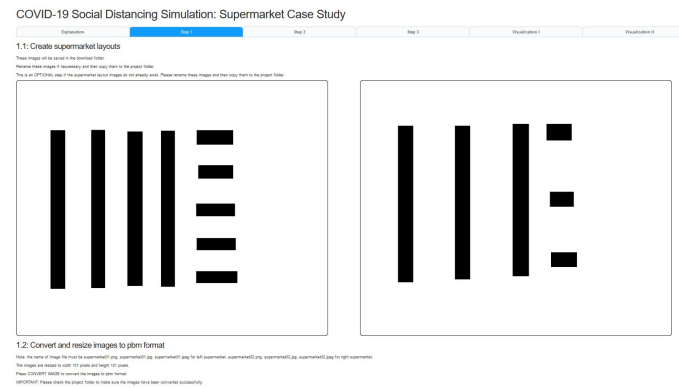 COVID-19 Social Distancing Simulation: Supermarket Case Study
Explanation Step 1 Step 2 Step 3 Visualization I Visualization II
1.1: Create supermarket layouts
These images will be saved in the download folder.
Rename these images if neccessary and then copy them to the project folder
This is an OPTIONAL step if the supermarket layout images do not already exist. Please rename these images and then copy them to the project folder
1.2: Convert and resize images to pbm format
Note: the name of image file must be supermarket01.png, supermarket01.jpg, supermarket01.jpeg for left supermarket, supermarket02.png, supermarket02.jpg, supermarket02.jpeg for right supermarket
The images are resized to width 101 pixels and height 101 pixels.
Press CONVERT IMAGE to convert the images to pbm format
IMPORTANT: Please check the project folder to make sure the images have been converted successfully.